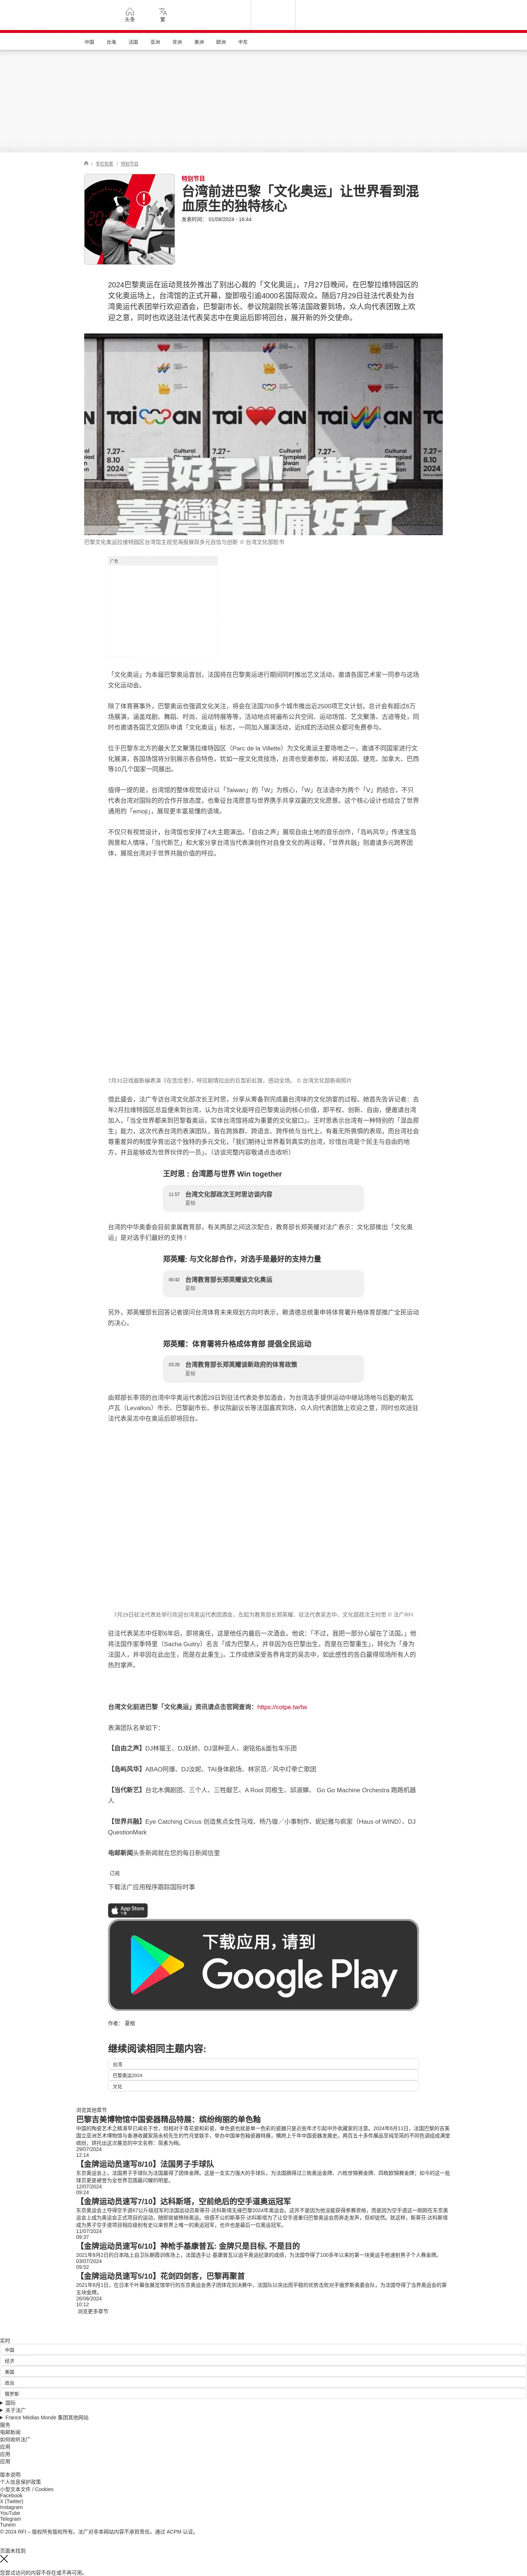 头条
繁
中国
台海
法国
亚洲
非洲
美洲
欧洲
中东
/ 专栏检索 / 特别节目
特别节目
台湾前进巴黎「文化奥运」让世界看到混
血原生的独特核心
发表时间： 01/08/2024 - 16:44
2024巴黎奥运在运动竞技外推出了别出心裁的「文化奥运」，7月27日晚间，在巴黎拉维特园区的
文化奥运场上，台湾馆的正式开幕，旋即吸引逾4000名国际观众。随后7月29日驻法代表处为台
湾奥运代表团举行欢迎酒会，巴黎副市长、参议院副院长等法国政要到场，众人向代表团致上欢
迎之意，同时也欢送驻法代表吴志中在奥运后即将回台，展开新的外交使命。
taiwan
TAIWAN
7.27–
8.10
Cultural
Olympiad
Taiwan
Pavilion
2024
看好了!! 世界
臺灣準備好了
巴黎文化奥运拉维特园区台湾馆主视觉海报展现多元自信与创新 © 台湾文化部脸书
广告
「文化奥运」为本届巴黎奥运首创，法国将在巴黎奥运进行期间同时推出艺文活动，邀请各国艺术家一同参与这场
文化运动会。
除了体育赛事外，巴黎奥运也强调文化关注，将会在法国700多个城市推出近2500项艺文计划，总计会有超过6万
场展演，涵盖戏剧、舞蹈、时尚、运动特展等等，活动地点将遍布公共空间、运动场馆、艺文聚落、古迹等处，同
时也邀请各国艺文团队申请「文化奥运」标志，一同加入展演活动，近8成的活动民众都可免费参与。
位于巴黎东北方的最大艺文聚落拉维特园区（Parc de la Villette）为文化奥运主要场地之一，邀请不同国家进行文
化展演，各国场馆将分别展示各自特色，犹如一座文化竞技场，台湾也受邀参加，将和法国、捷克、加拿大、巴西
等10几个国家一同展出。
值得一提的是，台湾馆的整体视觉设计以「Taiwan」的「W」为核心，「W」在法语中为两个「V」的结合，不只
代表台湾对国际的的合作开放态度，也象征台湾愿意与世界携手共享双赢的文化愿景。这个核心设计也结合了世界
通用的「emoji」，展现更丰富易懂的语境。
不仅只有视觉设计，台湾馆也安排了4大主题演出。「自由之声」展现自由土地的音乐创作，「岛屿风华」传递宝岛
舆景和人情味，「当代新艺」和大家分享台湾当代表演创作对自身文化的再诠释，「世界共融」则邀请多元跨界团
体，展现台湾对于世界共融价值的呼应。
7月31日戏曲新编表演《在签绘意》，呼应剧情拉出的巨型彩虹旗，感动全场。 © 台湾文化部新闻照片
借此盛会，法广专访台湾文化部次长王时思，分享从筹备到完成最台湾味的文化飨宴的过程。她首先告诉记者：去
年2月拉维特园区总监便来到台湾，认为台湾文化能呼应巴黎奥运的核心价值，即平权、创新、自由，便邀请台湾
加入，「当全世界都来到巴黎看奥运，实体台湾馆将成为重要的文化窗口」。王时思表示台湾有一种特别的「混血原
生」能力，这次代表台湾的表演团队，皆在跨族群、跨语言、跨传统与当代上，有着无所畏惧的表现，而台湾社会
尊重差异的制度孕育出这个独特的多元文化，「我们期待让世界看到真实的台湾，珍惜台湾是个民主与自由的地
方，并且能够成为世界伙伴的一员」。（访谈完整内容敬请点击收听）
王时思 : 台湾愿与世界 Win together
11:57 台湾文化部政次王时思访谈内容
夏榕
台湾的中华奥委会目前隶属教育部，有关两部之间这次配合，教育部长郑英耀对法广表示：文化部推出「文化奥
运」是对选手们最好的支持 !
郑英耀: 与文化部合作，对选手是最好的支持力量
00:42 台湾教育部长郑英耀谈文化奥运
夏榕
另外，郑英耀部长回答记者提问台湾体育未来规划方向时表示，赖清德总统重申将体育署升格体育部推广全民运动
的决心。
郑英耀：体育署将升格成体育部 提倡全民运动
03:26 台湾教育部长郑英耀谈新政府的体育政策
夏榕
由郑部长率领的台湾中华奥运代表团29日到驻法代表处参加酒会，为台湾选手提供运动中继站场地与后勤的勒瓦
卢瓦（Levallois）市长、巴黎副市长、参议院副议长等法国嘉宾到场，众人向代表团致上欢迎之意，同时也欢送驻
法代表吴志中在奥运后即将回台。
7月29日驻法代表处举行欢迎台湾奥运代表团酒会，左起为教育部长郑英耀、驻法代表吴志中、文化部政次王时思 © 法广RFI
驻法代表吴志中任职6年后，即将离任，这是他任内最后一次酒会。他说:「不过，我把一部分心留在了法国。」他
将法国作家季特里（Sacha Guitry）名言「成为巴黎人，并非因为在巴黎出生，而是在巴黎重生」，转化为「身为
法国人，并非因在此出生，而是在此重生」。工作成绩深受各界肯定的吴志中，如此感性的告白赢得现场所有人的
热烈掌声。
台湾文化前进巴黎「文化奥运」资讯请点击官网查询：https://cotpe.tw/tw
表演团队名单如下：
【自由之声】DJ林猫王、DJ妖娇、DJ混种亚人、谢铭佑&面包车乐团
【岛屿风华】ABAO阿爆、DJ汝妮、TAI身体剧场、林宗范／风中灯牵亡歌团
【当代新艺】台北木偶剧团、三个人、三牲献艺、A Root 同根生、邱淑蝉、 Go Go Machine Orchestra 跑跑机器
人
【世界共融】Eye Catching Circus 创造焦点女性马戏、杨乃璇／小事制作、妮妃雅与疯家（Haus of WIND）、DJ
QuestionMark
电邮新闻头条新闻就在您的每日新闻信里
订阅
下载法广应用程序跟踪国际时事
App Store
下载
下载应用，请到
Google Play
作者： 夏榕
继续阅读相同主题内容:
台湾
巴黎奥运2024
文化
浏览其他章节
巴黎吉美博物馆中国瓷器精品特展：缤纷绚丽的单色釉
中国的陶瓷艺术之精湛早已闻名于世，但相对于青花瓷和彩瓷，单色瓷也就是单一色彩的瓷器只是近些年才引起中外收藏家的注意。2024年6月11日，法国巴黎的吉美
国立亚洲艺术博物馆与香港收藏家简永桢先生的竹月堂联手，举办中国单色釉瓷器特展，横跨上千年中国瓷器发展史。两百五十多件展品呈纯至简的不同色调组成满堂
缤纷，烘托出这次展览的中文名称：简素为绚。
29/07/2024
12:14
【金牌运动员速写8/10】法国男子手球队
东京奥运会上，法国男子手球队为法国赢得了团体金牌。这是一支实力强大的手球队，为法国摘得过三枚奥运金牌、六枚世锦赛金牌、四枚欧锦赛金牌；如今的这一批
球员更是被誉为全世界范围最闪耀的明星。
12/07/2024
09:24
【金牌运动员速写7/10】达科斯塔，空前绝后的空手道奥运冠军
东京奥运会上夺得空手道67公斤级冠军的法国运动员斯蒂芬·达科斯塔无缘巴黎2024年奥运会。这并不是因为他没能获得参赛资格，而是因为空手道这一刚刚在东京奥
运会上成为奥运会正式项目的运动，随即就被移除奥运。倍感不公的斯蒂芬·达科斯塔为了让空手道重归巴黎奥运会而奔走发声，但却徒然。就这样，斯蒂芬·达科斯塔
成为男子空手道项目相应级别有史以来世界上唯一的奥运冠军，也许也是最后一位奥运冠军。
11/07/2024
09:37
【金牌运动员速写6/10】神枪手基康普瓦: 金牌只是目标, 不是目的
2021年8月2日的日本陆上自卫队朝霞训练场上，法国选手让·基康普瓦以追平奥运纪录的成绩，为法国夺得了100多年以来的第一块奥运手枪速射男子个人赛金牌。
03/07/2024
09:52
【金牌运动员速写5/10】花剑四剑客，巴黎再聚首
2021年8月1日，在日本千叶幕张展览馆举行的东京奥运会男子团体花剑决赛中，法国队以突出而平稳的优势击败对手俄罗斯奥委会队，为法国夺得了当界奥运会的第
五块金牌。
26/06/2024
10:12
浏览更多章节
实时
中国
经济
美国
政治
俄罗斯
国际
关于法广
France Médias Monde 集团其他网站
服务
电邮新闻
如何收听法广
应用
应用
应用
版本说明
个人信息保护政策
小型文本文件 / Cookies
Facebook
X (Twitter)
Instagram
YouTube
Telegram
TuneIn
© 2024 RFI – 版权所有版权所有。法广对非本网站内容不承担责任。通过 ACPM 认证。
页面未找到
您尝试访问的内容不存在或不再可用。